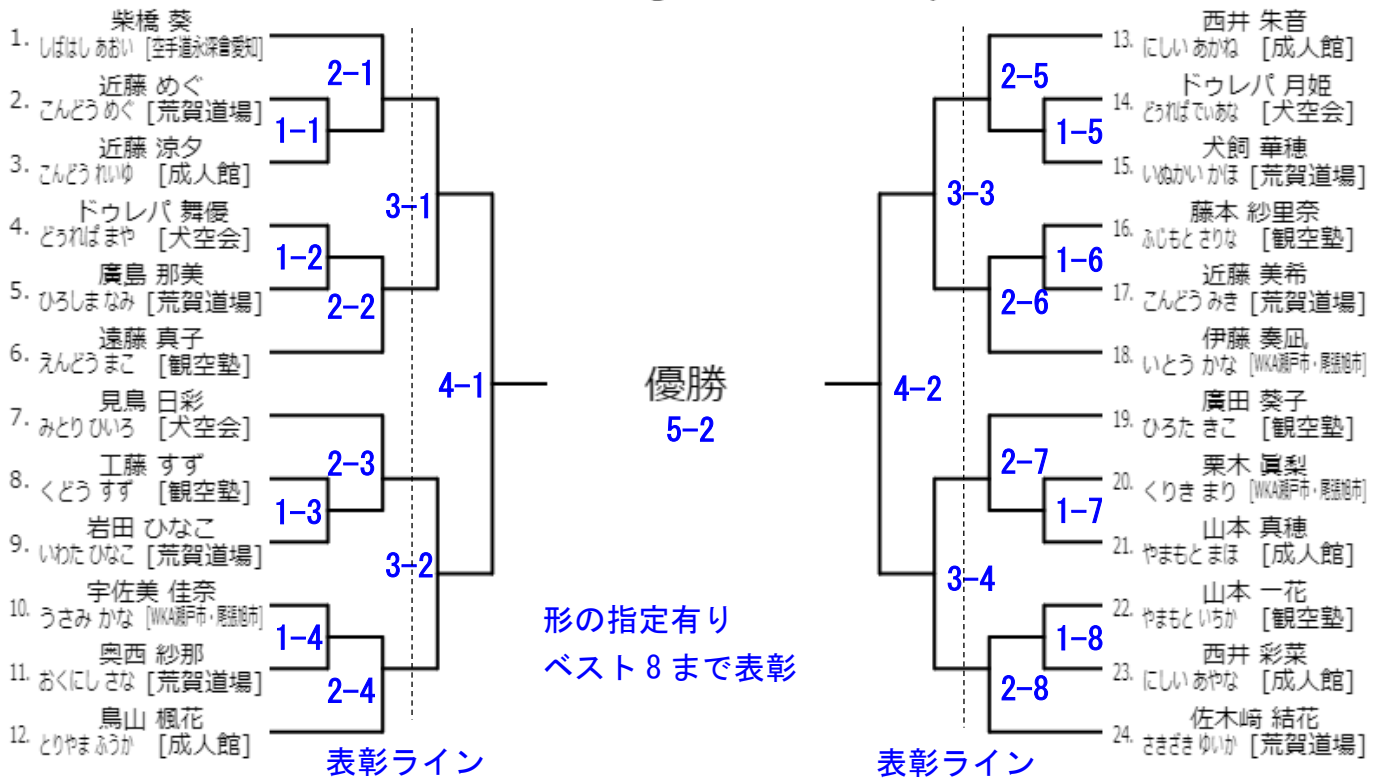 柴橋 葵
1. しばはし あおい [空手道永深會愛知]
近藤 めぐ
2. こんどう めぐ [荒賀道場]
近藤 涼夕
3. こんどう れいゆ [成人館]
ドゥレパ 舞優
4. どぅれぱ まや [犬空会]
廣島 那美
5. ひろしま なみ [荒賀道場]
遠藤 真子
6. えんどう まこ [観空塾]
見鳥 日彩
7. みとり ひいろ [犬空会]
工藤 すず
8. くどう すず [観空塾]
岩田 ひなこ
9. いわた ひなこ [荒賀道場]
宇佐美 佳奈
10. うさみ かな [WKA瀬戸市・尾張旭市]
奥西 紗那
11. おくにし さな [荒賀道場]
鳥山 楓花
12. とりやま ふうか [成人館]
1-1
1-2
1-3
1-4
2-1
2-2
2-3
2-4
3-1
3-2
4-1
表彰ライン
優勝
5-2
形の指定有り
ベスト8まで表彰
4-2
3-3
3-4
2-5
2-6
2-7
2-8
1-5
1-6
1-7
1-8
表彰ライン
西井 朱音
13. にしい あかね [成人館]
ドゥレパ 月姫
14. どぅれぱ でぃあな [犬空会]
犬飼 華穂
15. いぬかい かほ [荒賀道場]
藤本 紗里奈
16. ふじもと さりな [観空塾]
近藤 美希
17. こんどう みき [荒賀道場]
伊藤 奏凪
18. いとう かな [WKA瀬戸市・尾張旭市]
廣田 葵子
19. ひろた きこ [観空塾]
栗木 眞梨
20. くりき まり [WKA瀬戸市・尾張旭市]
山本 真穂
21. やまもと まほ [成人館]
山本 一花
22. やまもと いちか [観空塾]
西井 彩菜
23. にしい あやな [成人館]
佐木﨑 結花
24. さきざき ゆいか [荒賀道場]